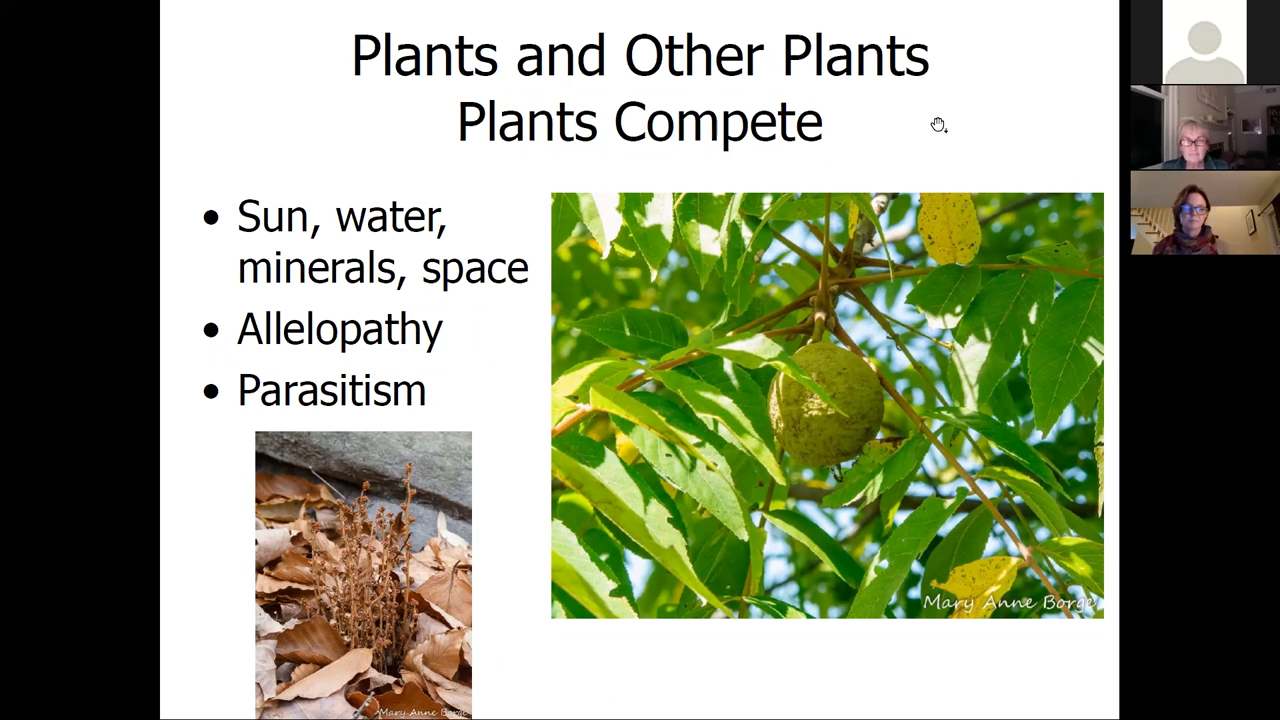 Plants and Other Plants
Plants Compete
• Sun, water,
minerals, space
• Allelopathy
• Parasitism
Mary Anne Borge
Mary Anne Borge